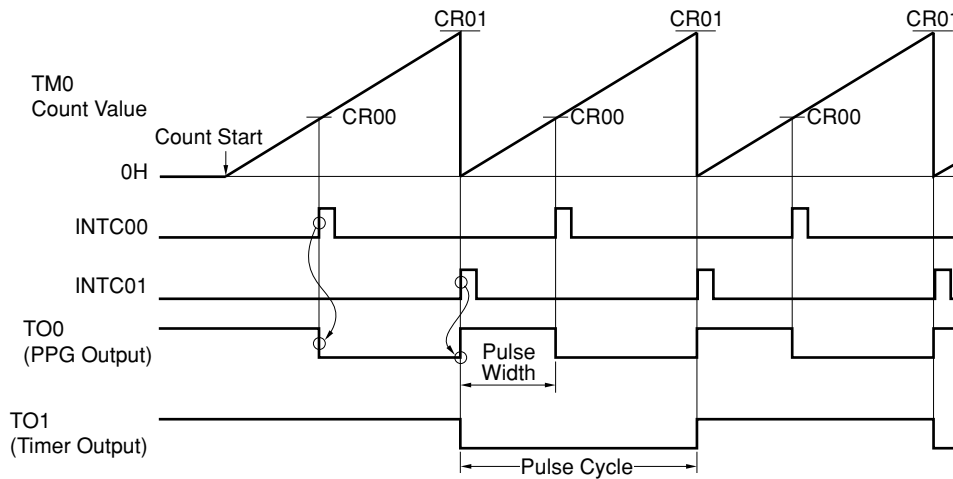 CR01 CR01 CR01
TM0
Count Value
CR00 CR00 CR00
Count Start
0H
INTC00
INTC01
TO0
(PPG Output)
Pulse
Width
TO1
(Timer Output)
Pulse Cycle